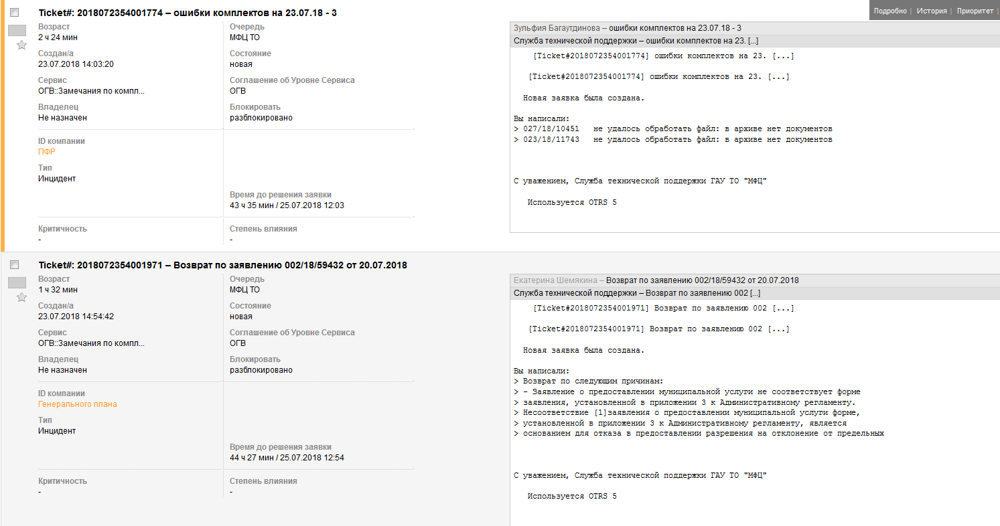 Ticket#: 2018072354001774 – ошибки комплектов на 23.07.18 - 3
Подробно | История | Приоритет |
Возраст
2 ч 24 мин
Очередь
МФЦ ТО
Создан/а
23.07.2018 14:03:20
Состояние
новая
Сервис
ОГВ::Замечания по компл...
Соглашение об Уровне Сервиса
ОГВ
Владелец
Не назначен
Блокировать
разблокировано
ID компании
ПФР
Тип
Инцидент
Время до решения заявки
43 ч 35 мин / 25.07.2018 12:03
Критичность
-
Степень влияния
-
Зульфия Багаутдинова – ошибки комплектов на 23.07.18 - 3
Служба технической поддержки – ошибки комплектов на 23. [...]
[Ticket#2018072354001774] ошибки комплектов на 23. [...]
[Ticket#2018072354001774] ошибки комплектов на 23. [...]
Новая заявка была создана.
Вы написали:
> 027/18/10451 не удалось обработать файл: в архиве нет документов
> 023/18/11743 не удалось обработать файл: в архиве нет документов
С уважением, Служба технической поддержки ГАУ ТО "МФЦ"
Используется OTRS 5
Ticket#: 2018072354001971 – Возврат по заявлению 002/18/59432 от 20.07.2018
Возраст
1 ч 32 мин
Очередь
МФЦ ТО
Создан/а
23.07.2018 14:54:42
Состояние
новая
Сервис
ОГВ::Замечания по компл...
Соглашение об Уровне Сервиса
ОГВ
Владелец
Не назначен
Блокировать
разблокировано
ID компании
Генерального плана
Тип
Инцидент
Время до решения заявки
44 ч 27 мин / 25.07.2018 12:54
Критичность
-
Степень влияния
-
Екатерина Шемякина – Возврат по заявлению 002/18/59432 от 20.07.2018
Служба технической поддержки – Возврат по заявлению 002 [...]
[Ticket#2018072354001971] Возврат по заявлению 002 [...]
[Ticket#2018072354001971] Возврат по заявлению 002 [...]
Новая заявка была создана.
Вы написали:
> Возврат по следующим причинам:
> – Заявление о предоставлении муниципальной услуги не соответствует форме
> заявления, установленной в приложении 3 к Административному регламенту.
> Несоответствие [1]заявления о предоставлении муниципальной услуги форме,
> установленной в приложении 3 к Административному регламенту, является
> основанием для отказа в предоставлении разрешения на отклонение от предельных
С уважением, Служба технической поддержки ГАУ ТО "МФЦ"
Используется OTRS 5